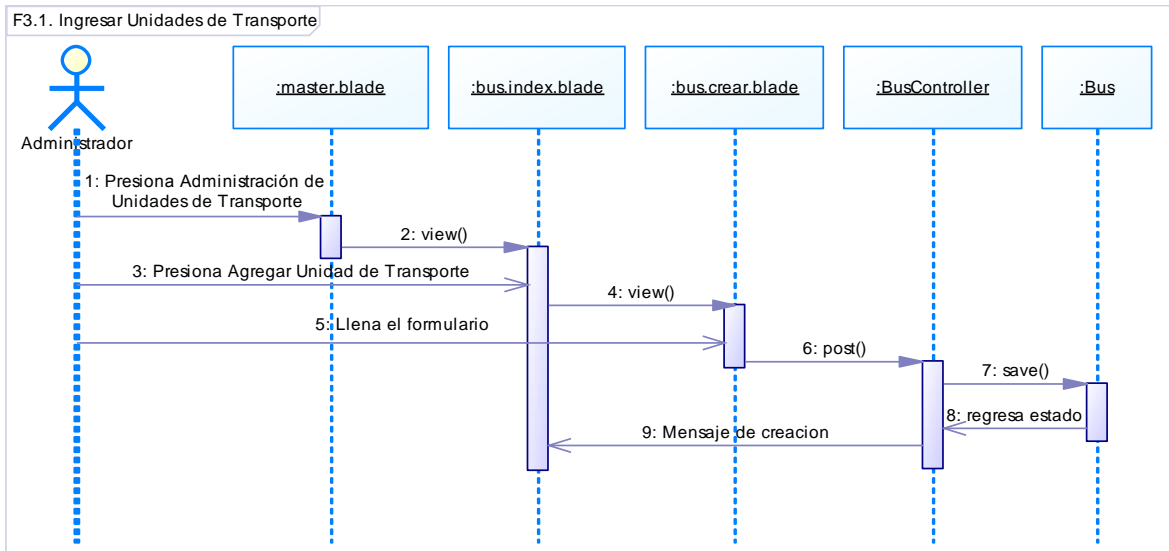 F3.1. Ingresar Unidades de Transporte
:master.blade
:bus.index.blade
:bus.crear.blade
:BusController
:Bus
Administrador
1: Presiona Administración de
Unidades de Transporte
2: view()
3: Presiona Agregar Unidad de Transporte
4: view()
5: Llena el formulario
6: post()
7: save()
8: regresa estado
9: Mensaje de creacion